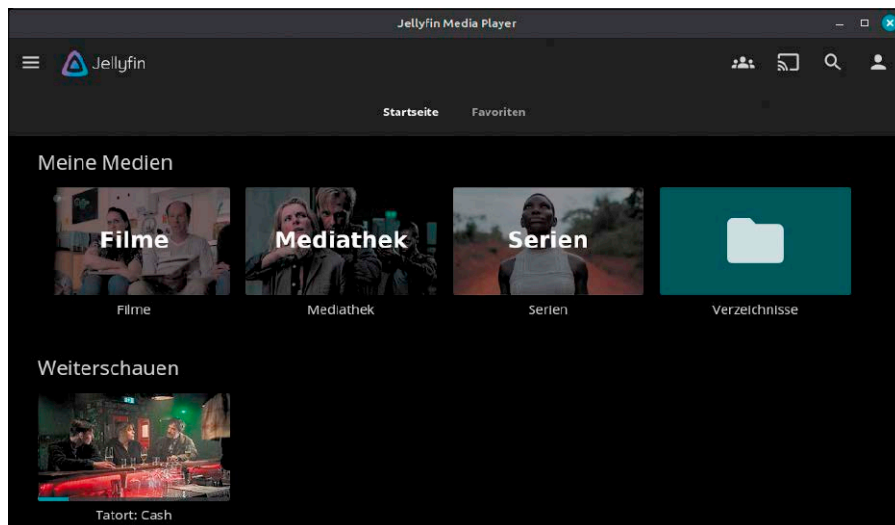 Jellyfin Media Player
Jellyfin
Startseite Favoriten
Meine Medien
Filme Mediathek Serien
Filme Mediathek Serien Verzeichnisse
Weiterschauen
Tatort: Cash